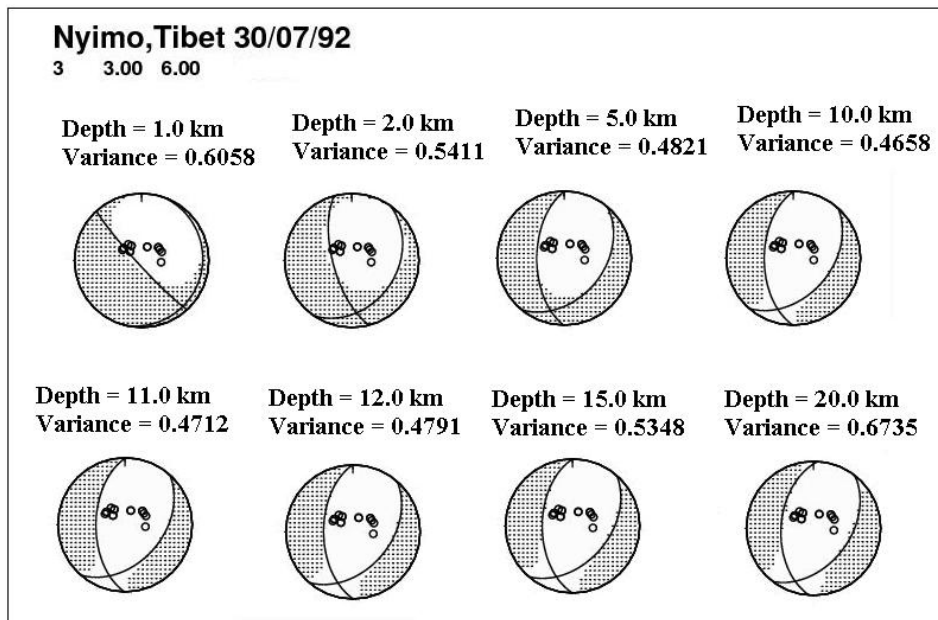 Nyimo,Tibet 30/07/92
3 3.00 6.00
Depth = 1.0 km
Variance = 0.6058
Depth = 2.0 km
Variance = 0.5411
Depth = 5.0 km
Variance = 0.4821
Depth = 10.0 km
Variance = 0.4658
Depth = 11.0 km
Variance = 0.4712
Depth = 12.0 km
Variance = 0.4791
Depth = 15.0 km
Variance = 0.5348
Depth = 20.0 km
Variance = 0.6735